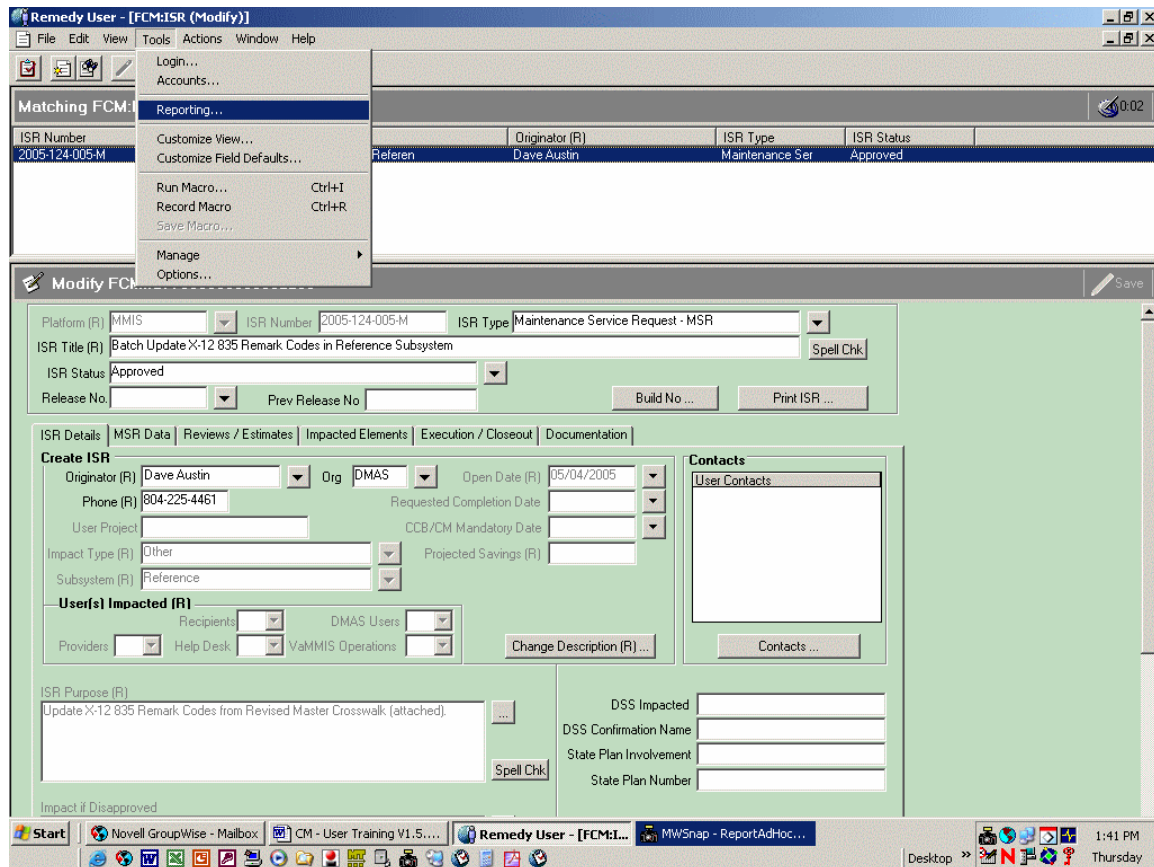 Remedy User - [FCM:ISR (Modify)]
File Edit View Tools Actions Window Help
Login...
Accounts...
Reporting...
Customize View...
Customize Field Defaults...
Run Macro... Ctrl+I
Record Macro Ctrl+R
Save Macro...
Manage
Options...
Matching FCM:I
0:02
ISR Number Originator (R) ISR Type ISR Status
2005-124-005-M Referen Dave Austin Maintenance Ser Approved
Modify FCM
Save
Platform (R) MMIS ISR Number 2005-124-005-M ISR Type Maintenance Service Request - MSR
ISR Title (R) Batch Update X-12 835 Remark Codes in Reference Subsystem Spell Chk
ISR Status Approved
Release No. Prev Release No Build No ... Print ISR ...
ISR Details MSR Data Reviews / Estimates Impacted Elements Execution / Closeout Documentation
Create ISR
Originator (R) Dave Austin Org DMAS Open Date (R) 05/04/2005
Phone (R) 804-225-4461 Requested Completion Date
User Project CCB/CM Mandatory Date
Impact Type (R) Other Projected Savings (R)
Subsystem (R) Reference
User(s) Impacted (R)
Recipients DMAS Users
Providers Help Desk VaMMIS Operations
Change Description (R) ...
Contacts
User Contacts
Contacts ...
ISR Purpose (R)
Update X-12 835 Remark Codes from Revised Master Crosswalk (attached).
...
Spell Chk
DSS Impacted
DSS Confirmation Name
State Plan Involvement
State Plan Number
Impact if Disapproved
Start Novell GroupWise - Mailbox CM - User Training V1.5.... Remedy User - [FCM:I... MWSnap - ReportAdHoc... 1:41 PM
Desktop » Thursday